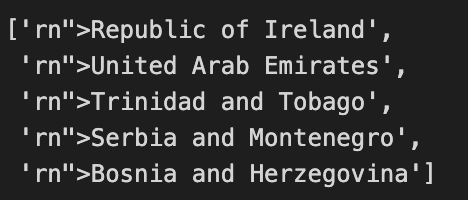 ['rn">Republic of Ireland',
'rn">United Arab Emirates',
'rn">Trinidad and Tobago',
'rn">Serbia and Montenegro',
'rn">Bosnia and Herzegovina']